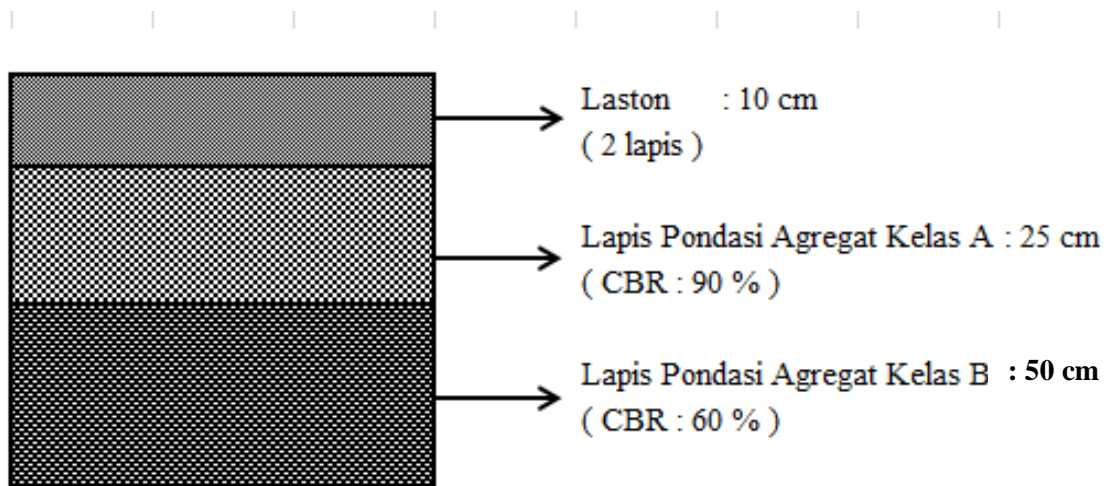 Laston : 10 cm
( 2 lapis )
Lapis Pondasi Agregat Kelas A : 25 cm
( CBR : 90 % )
Lapis Pondasi Agregat Kelas B : 50 cm
( CBR : 60 % )